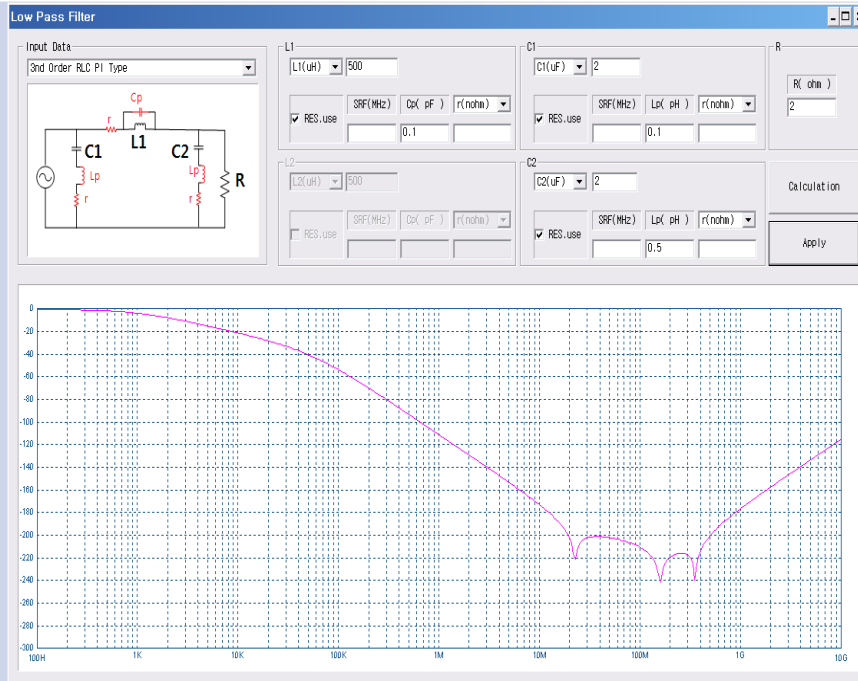 Low Pass Filter
Input Data
3nd Order RLC PI Type
Cp
r
L1
C1
C2
Lp
Lp
r
r
R
L1
L1(uH) 500
SRF(MHz) Cp( pF ) r(nohm)
RES.use
0.1
L2
L2(uH) 500
SRF(MHz) Cp( pF ) r(nohm)
RES.use
C1
C1(uF) 2
SRF(MHz) Lp( pH ) r(nohm)
RES.use
0.1
C2
C2(uF) 2
SRF(MHz) Lp( pH ) r(nohm)
RES.use
0.5
R
R( ohm )
2
Calculation
Apply
0
-20
-40
-60
-80
-100
-120
-140
-160
-180
-200
-220
-240
-260
-280
-300
100H 1K 10K 100K 1M 10M 100M 1G 10G